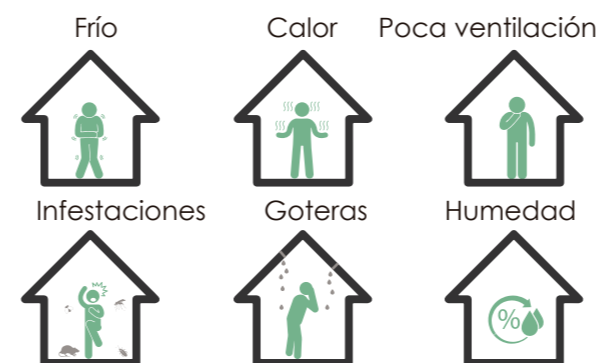 Frío Calor Poca ventilación
Infestaciones Goteras Humedad
%